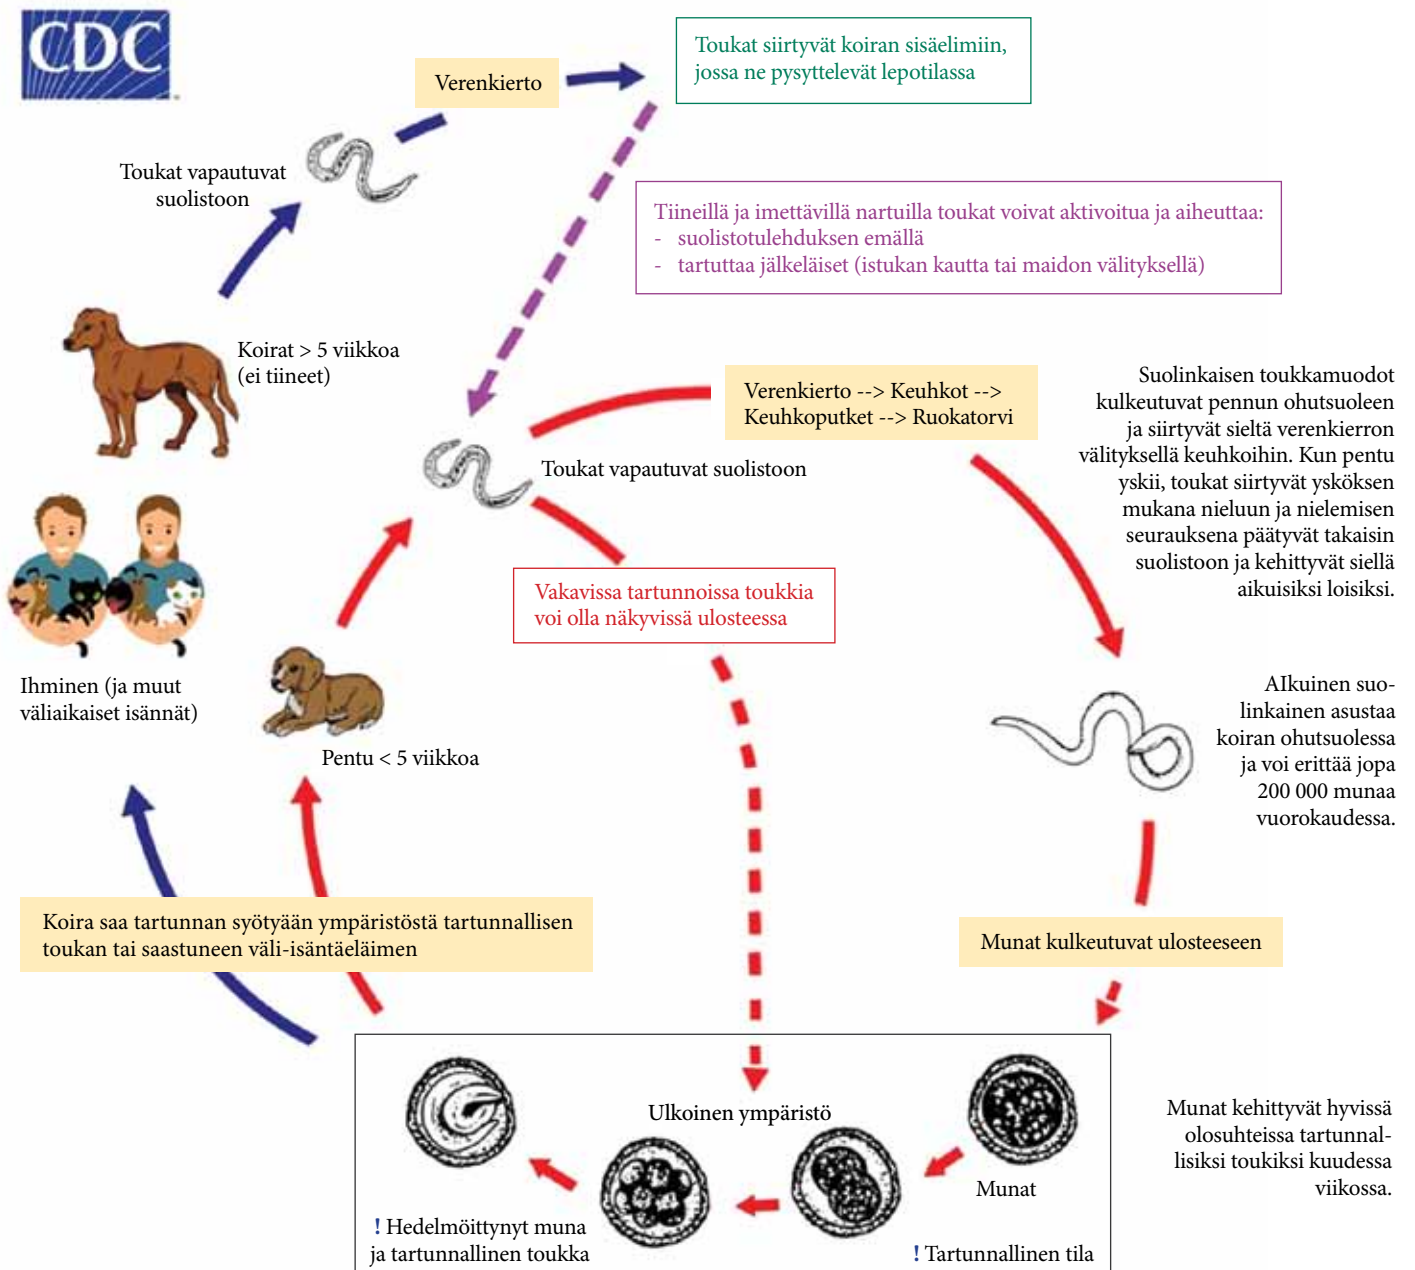 CDC
Verenkierto
Toukat siirtyvät koiran sisäelimiin,
jossa ne pysyttelevät lepotilassa
Toukat vapautuvat
suolistoon
Tiineillä ja imettävillä nartuilla toukat voivat aktivoitua ja aiheuttaa:
- suolistotulehduksen emällä
- tartuttaa jälkeläiset (istukan kautta tai maidon välityksellä)
Koirat > 5 viikkoa
(ei tiineet)
Verenkierto --> Keuhkot -->
Keuhkoputket --> Ruokatorvi
Suolinkaisen toukkamuodot
kulkeutuvat pennun ohutsuoleen
ja siirtyvät sieltä verenkierron
välityksellä keuhkoihin. Kun pentu
yskii, toukat siirtyvät ysköksen
mukana nieluun ja nielemisen
seurauksena päätyvät takaisin
suolistoon ja kehittyvät siellä
aikuisiksi loisiksi.
Toukat vapautuvat suolistoon
Vakavissa tartunnoissa toukkia
voi olla näkyvissä ulosteessa
Ihminen (ja muut
väliaikaiset isännät)
Pentu < 5 viikkoa
AIkuinen suo-
linkainen asustaa
koiran ohutsuolessa
ja voi erittää jopa
200 000 munaa
vuorokaudessa.
Koira saa tartunnan syötyään ympäristöstä tartunnallisen
toukan tai saastuneen väli-isäntäeläimen
Munat kulkeutuvat ulosteeseen
Ulkoinen ympäristö
Munat
! Hedelmöittynyt muna
ja tartunnallinen toukka
! Tartunnallinen tila
Munat kehittyvät hyvissä
olosuhteissa tartunnal-
lisiksi toukiksi kuudessa
viikossa.